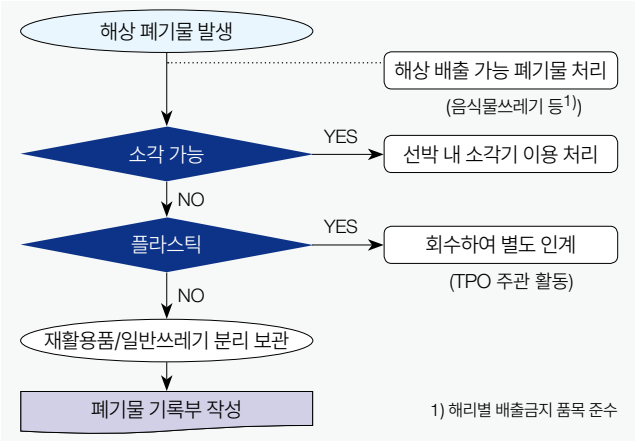 해상 폐기물 발생
해상 배출 가능 폐기물 처리
(음식물쓰레기 등1))
소각 가능
YES
선박 내 소각기 이용 처리
NO
플라스틱
YES
회수하여 별도 인계
(TPO 주관 활동)
NO
재활용품/일반쓰레기 분리 보관
폐기물 기록부 작성
1) 해리별 배출금지 품목 준수